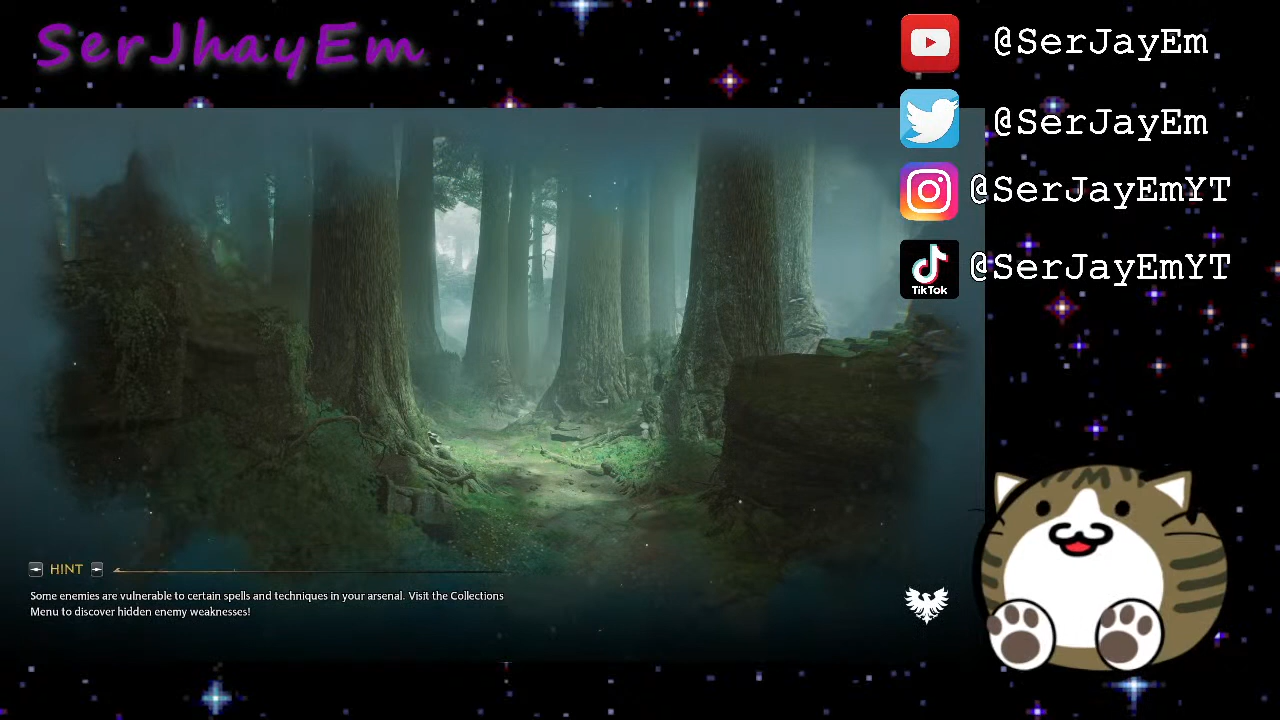 SerJhayEm
@SerJayEm
@SerJayEm
@SerJayEmYT
TikTok
@SerJayEmYT
HINT
Some enemies are vulnerable to certain spells and techniques in your arsenal. Visit the Collections
Menu to discover hidden enemy weaknesses!